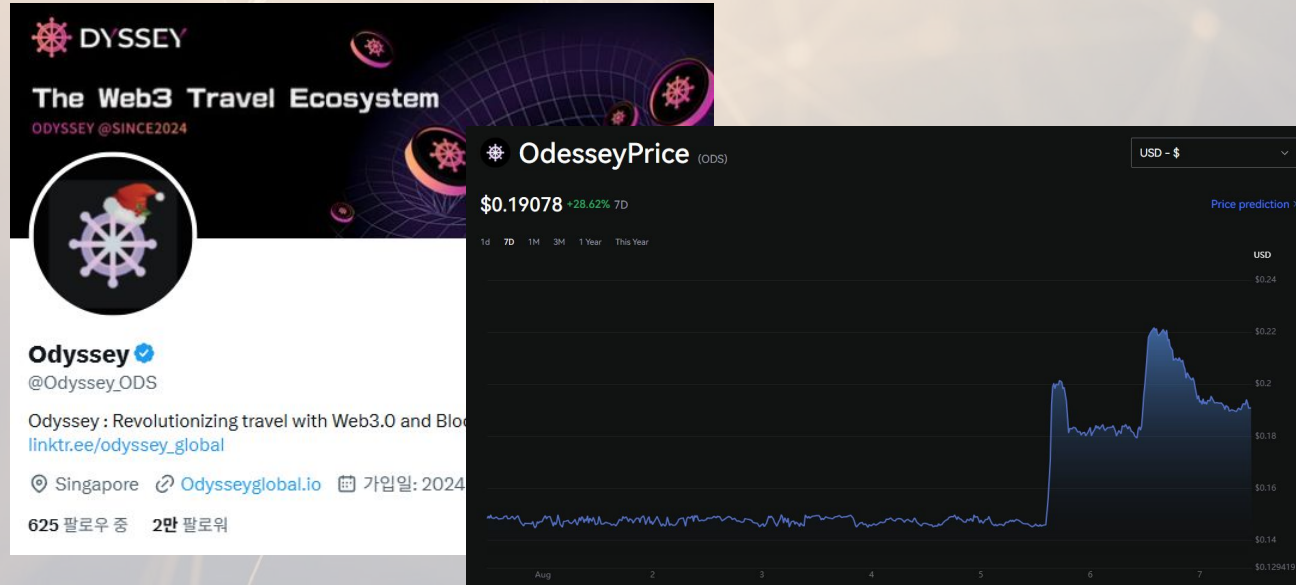 DYSSEY
The Web3 Travel Ecosystem
ODYSSEY @SINCE2024
Odyssey
@Odyssey_ODS
Odyssey : Revolutionizing travel with Web3.0 and
linktr.ee/odyssey_global
Singapore Odysseyglobal.io 가입일: 2024
625 팔로우 중 2만 팔로워
OdesseyPrice (ODS)
USD - $
$0.19078 +28.62% 7D
Price prediction
1d 7D 1M 3M 1 Year This Year
USD
$0.24
$0.22
$0.2
$0.18
$0.16
$0.14
$0.129419
Aug 2 3 4 5 6 7